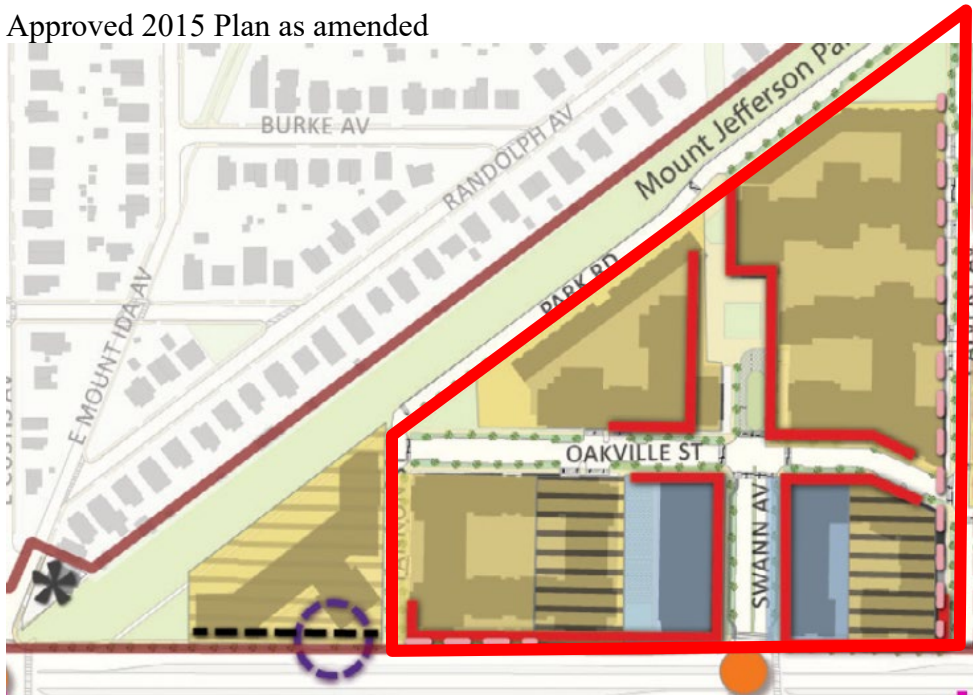 Approved 2015 Plan as amended
Mount Jefferson Par
BURKE AV
RANDOLPH AV
PARK RD
E MOUNT IDA AV
OAKVILLE ST
SWANN AV